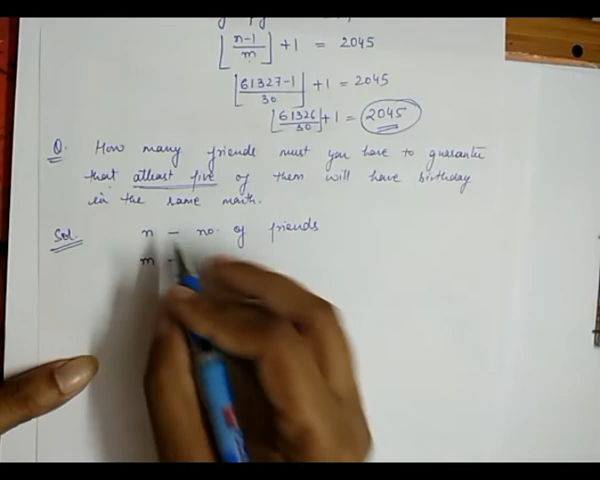 ⌊n-1/m⌋ + 1 = 2045
⌊61327-1/30⌋ + 1 = 2045
⌊61326/30⌋ + 1 = 2045
Q. How many friends must you have to guarantee
that atleast five of them will have birthday
in the same month.
Sol. n - no. of friends
m -